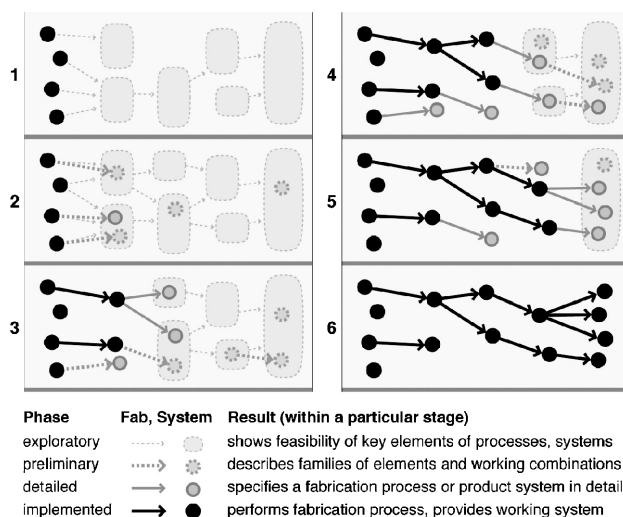 1
2
3
4
5
6
Phase Fab, System Result (within a particular stage)
exploratory shows feasibility of key elements of processes, systems
preliminary describes families of elements and working combinations
detailed specifies a fabrication process or product system in detail
implemented performs fabrication process, provides working system